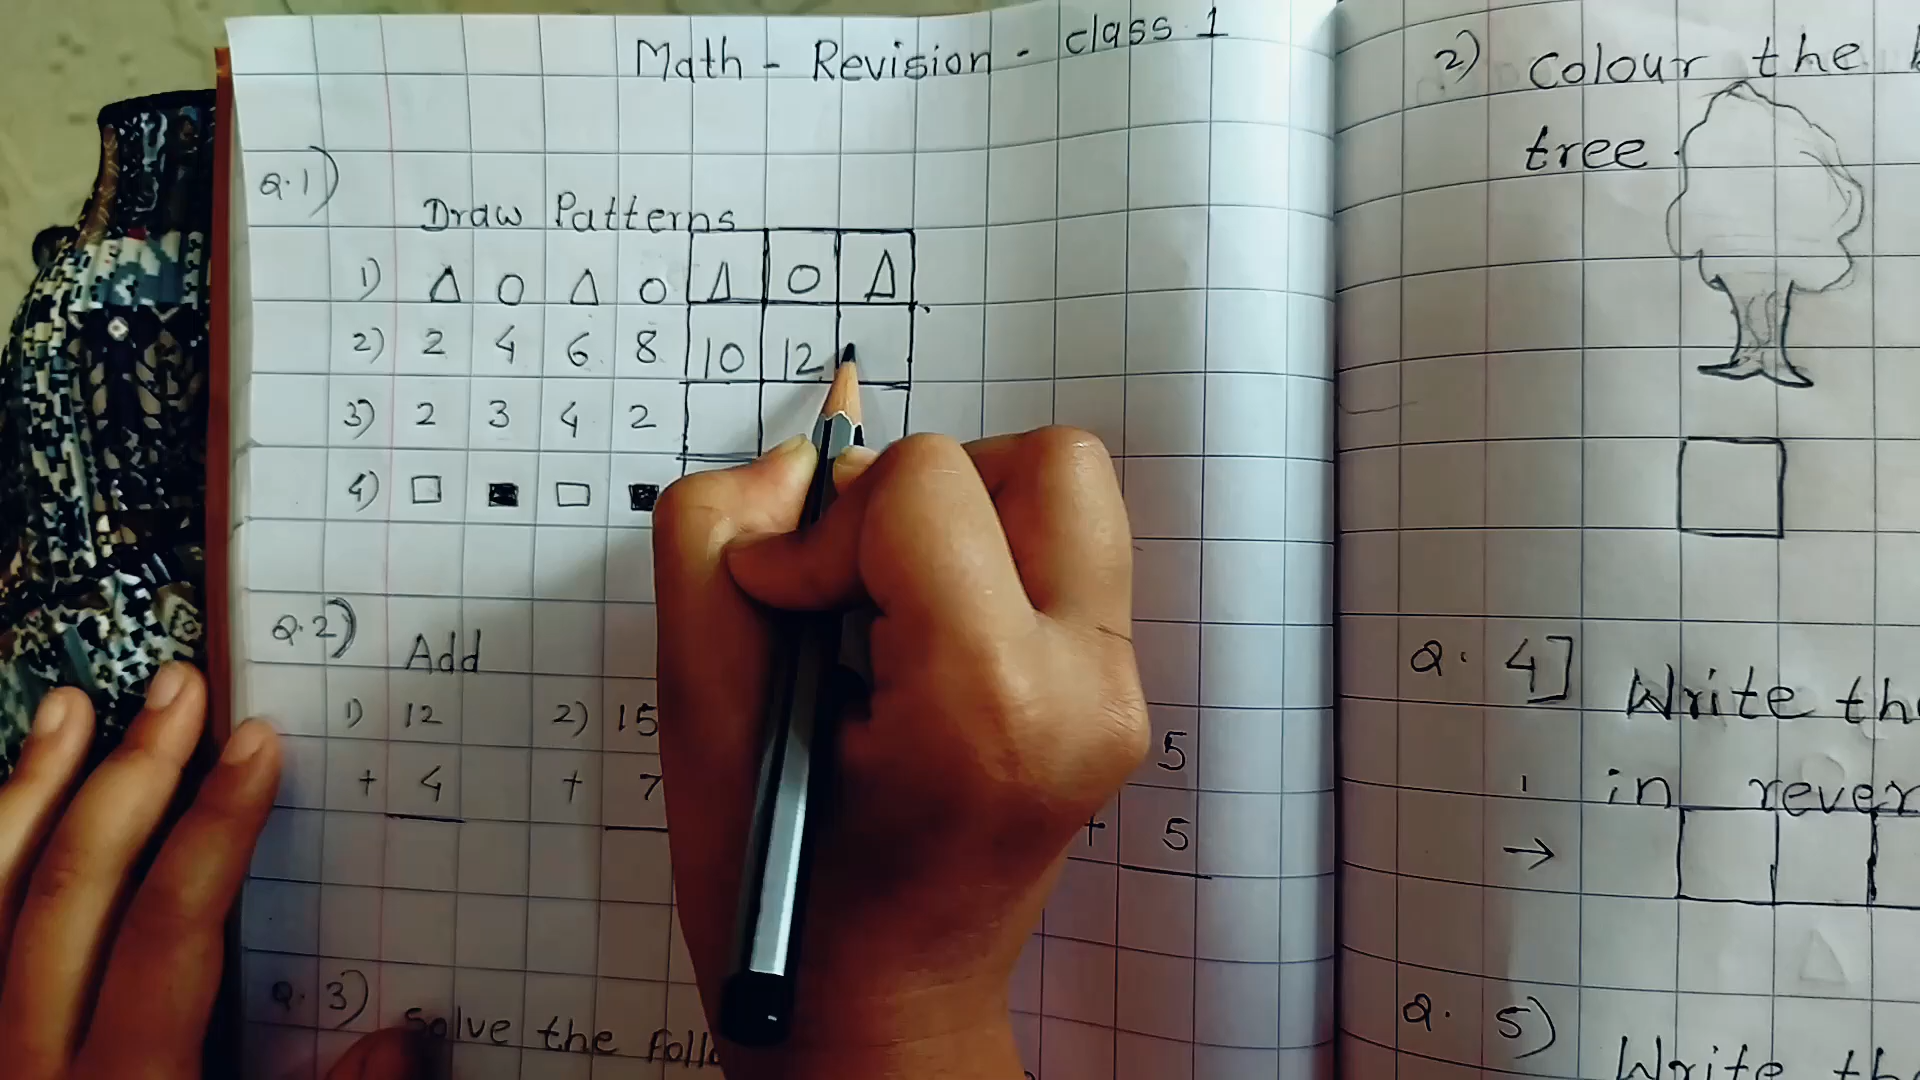 Math - Revision - class 1
Q.1)
Draw Patterns
1) Δ O Δ O Δ O Δ
2) 2 4 6 8 10 12
3) 2 3 4 2
4) □ ■ □ ■
Q.2) Add
1) 12 2) 15 5
+ 4 + 7 + 5
Q. 3) Solve the
2) Colour the
tree.
Q. 4] Write
in
→
Q. 5)
Write